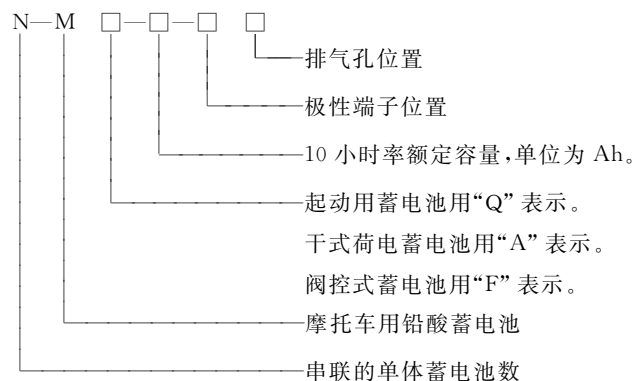 N—M □—□—□ □
排气孔位置
极性端子位置
10 小时率额定容量,单位为 Ah。
起动用蓄电池用“Q”表示。
干式荷电蓄电池用“A”表示。
阀控式蓄电池用“F”表示。
摩托车用铅酸蓄电池
串联的单体蓄电池数